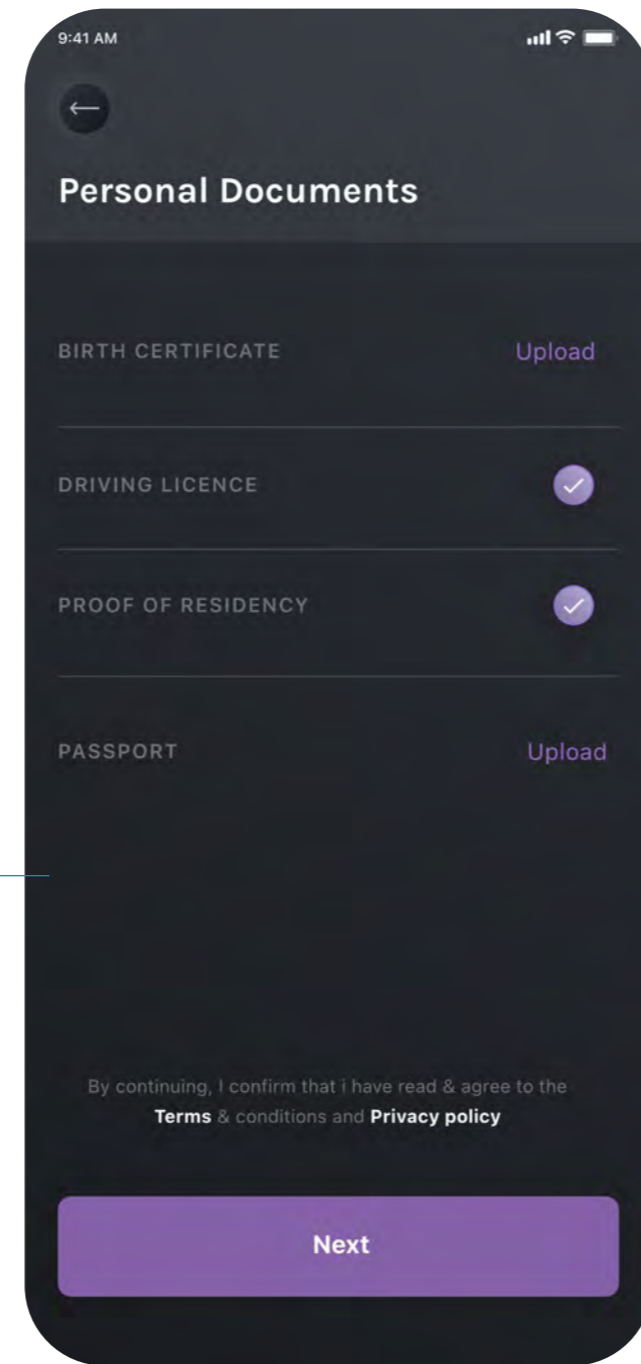 9:41 AM
Personal Documents
BIRTH CERTIFICATE Upload
DRIVING LICENCE
PROOF OF RESIDENCY
PASSPORT Upload
By continuing, I confirm that i have read & agree to the
Terms & conditions and Privacy policy
Next